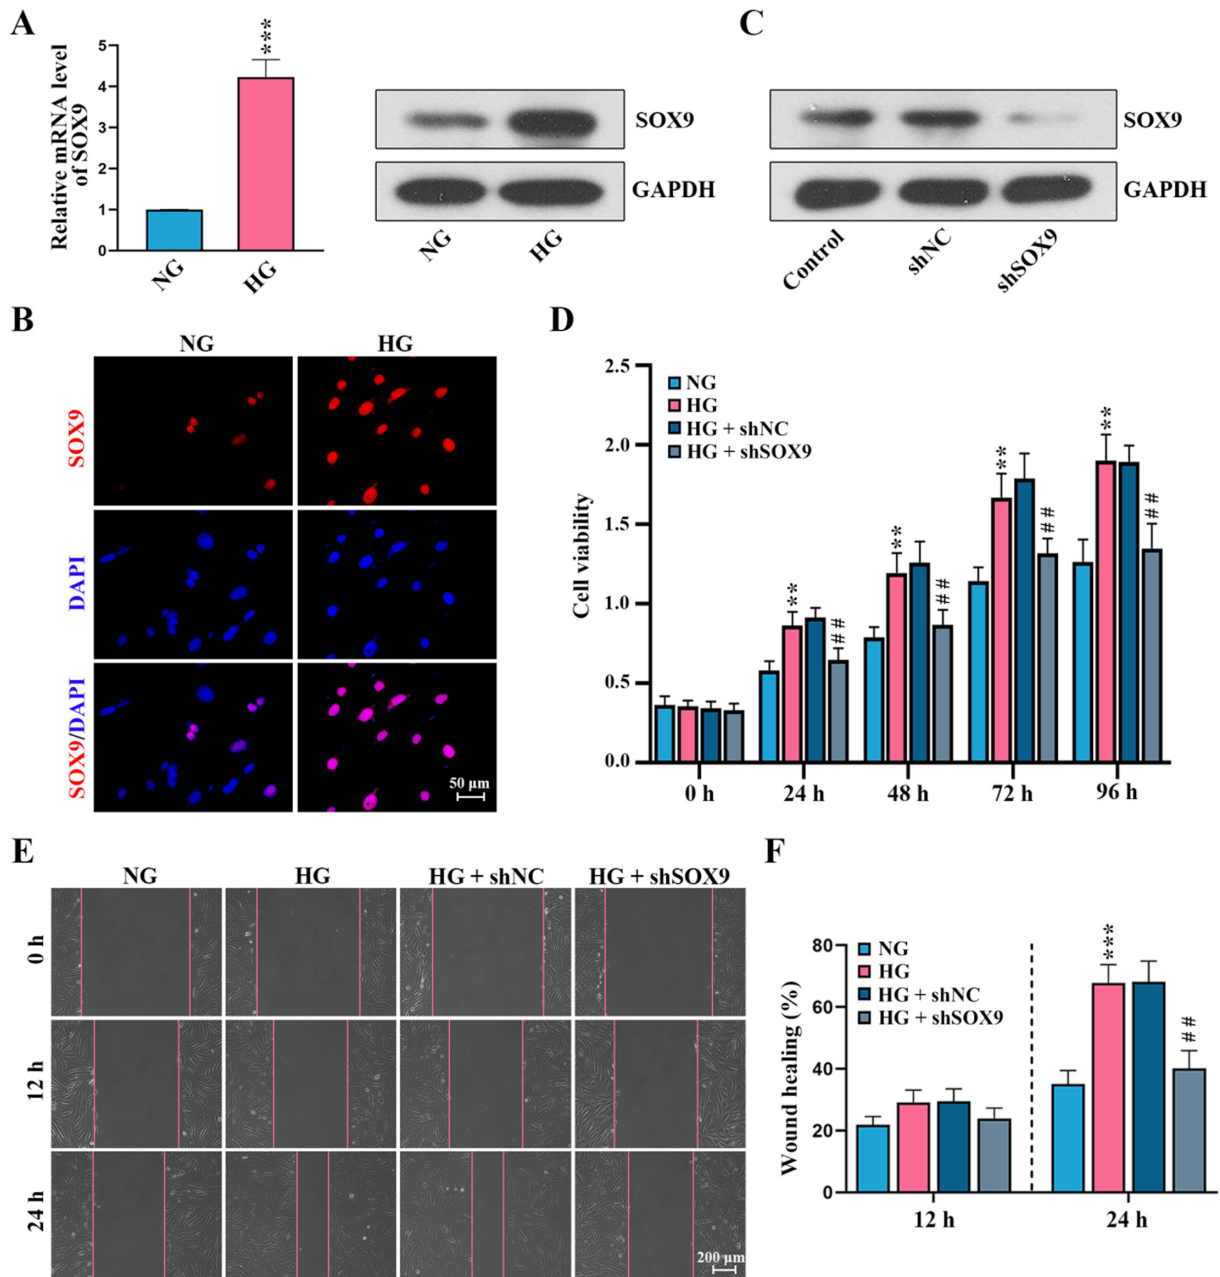 A
Relative mRNA level
of SOX9
5
4
3
2
1
0
***
NG
HG
SOX9
GAPDH
NG
HG
C
SOX9
GAPDH
Control
shNC
shSOX9
B
NG
HG
SOX9
DAPI
SOX9/DAPI
50 μm
D
Cell viability
2.5
2.0
1.5
1.0
0.5
0.0
NG
HG
HG + shNC
HG + shSOX9
**
##
**
##
**
##
**
##
0 h
24 h
48 h
72 h
96 h
E
NG
HG
HG + shNC
HG + shSOX9
0 h
12 h
24 h
200 μm
F
Wound healing (%)
80
60
40
20
0
NG
HG
HG + shNC
HG + shSOX9
***
##
12 h
24 h